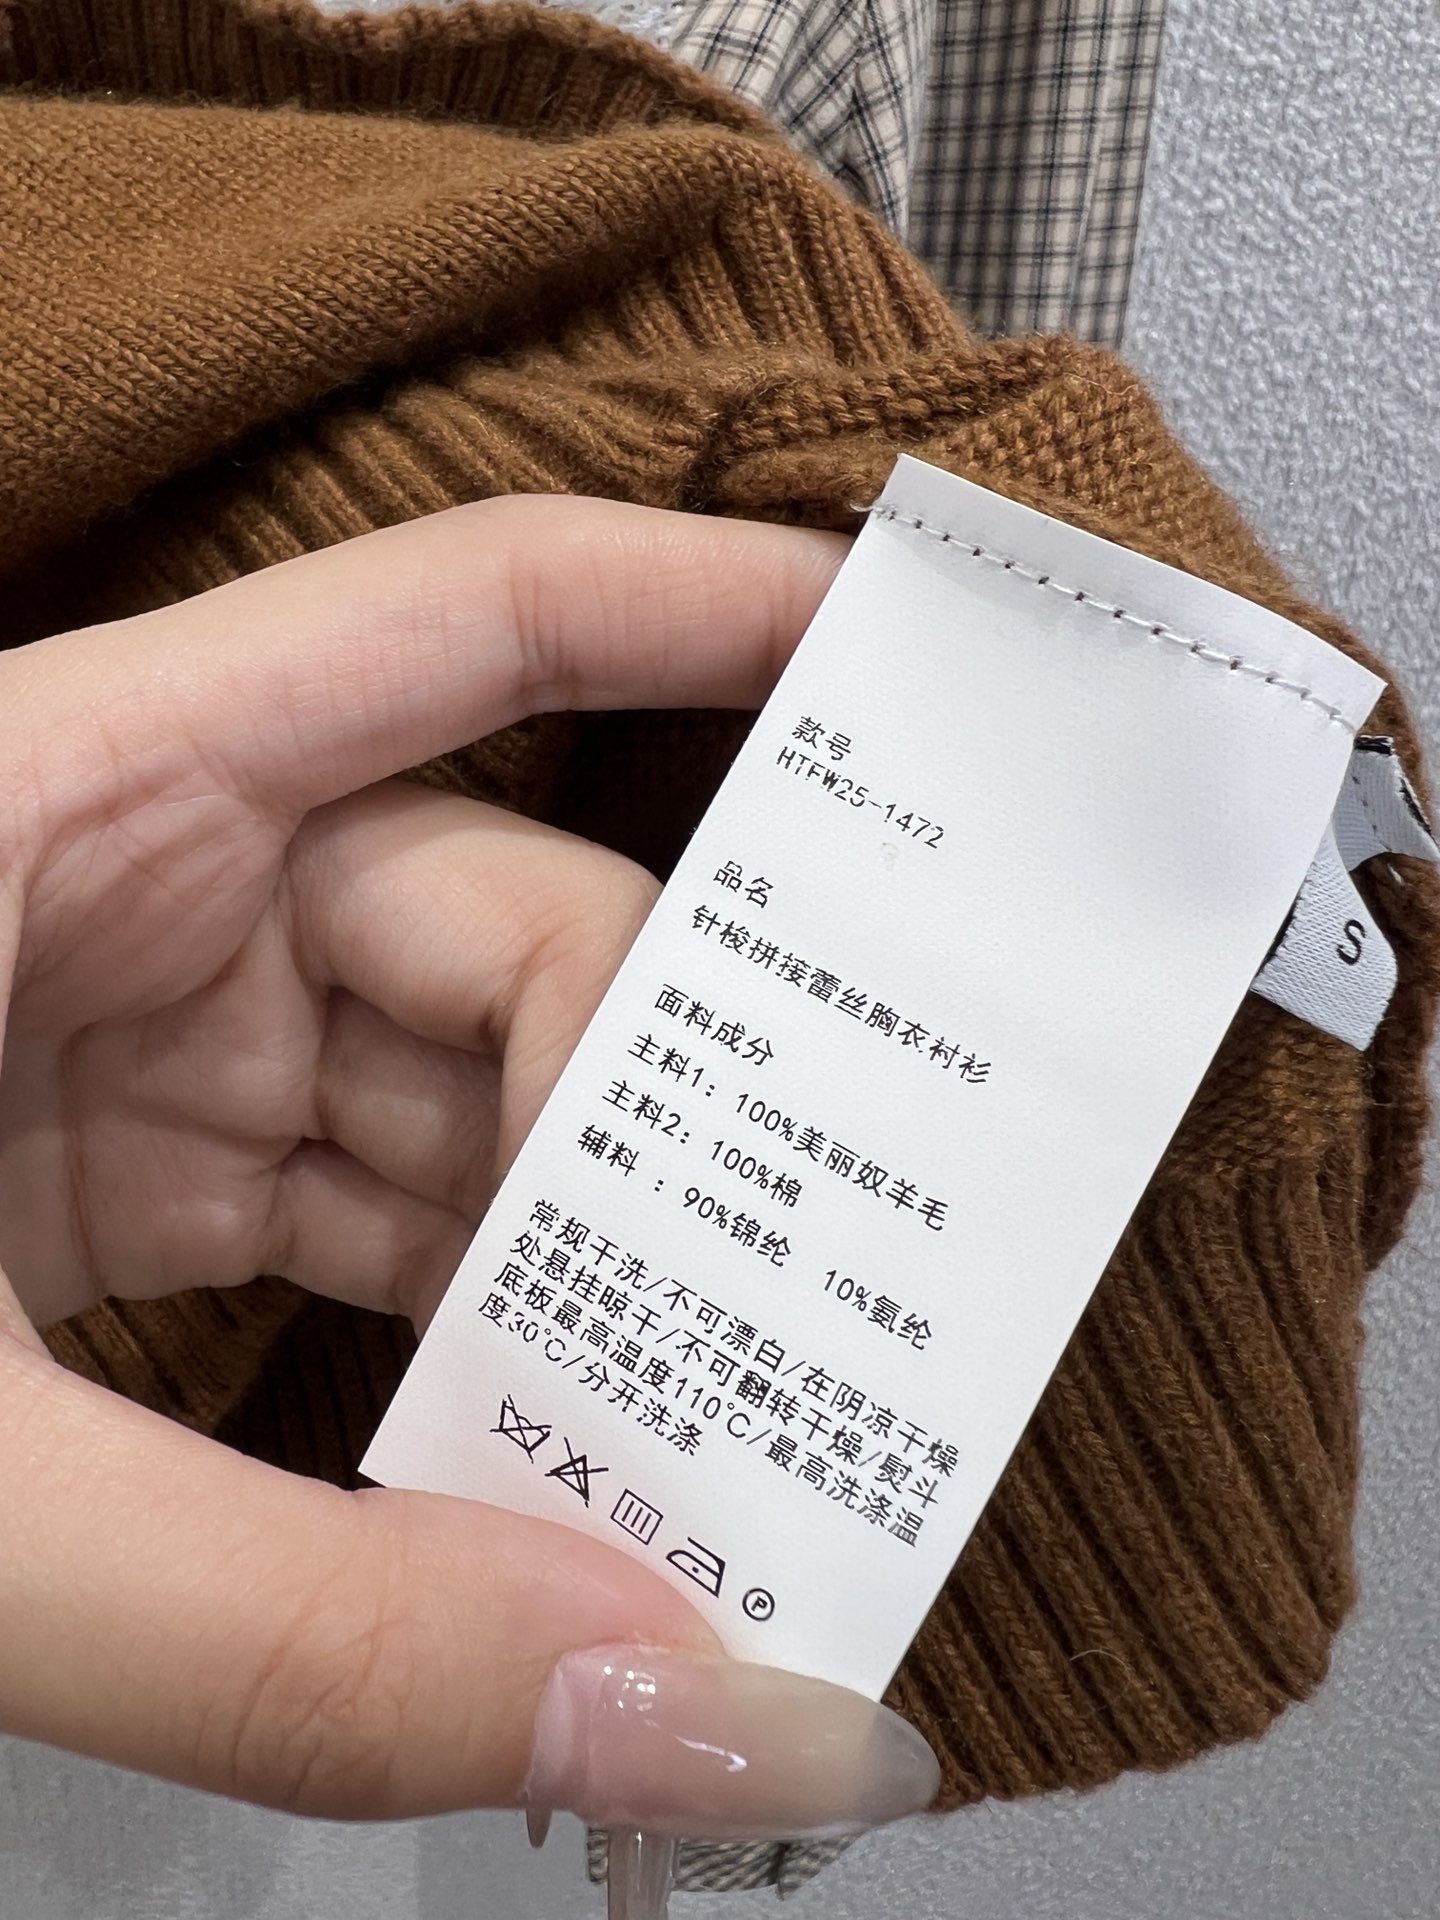 款号
HTFW25-1472
品名
针梭拼接蕾丝胸衣衬衫
面料成分
主料1: 100%美丽奴羊毛
主料2: 100%棉
辅料 : 90%锦纶 10%氨纶
常规干洗/不可漂白/在阴凉干燥
处悬挂晾干/不可翻转干燥/熨斗
底板最高温度110℃/最高洗涤温
度30℃/分开洗涤
P
S